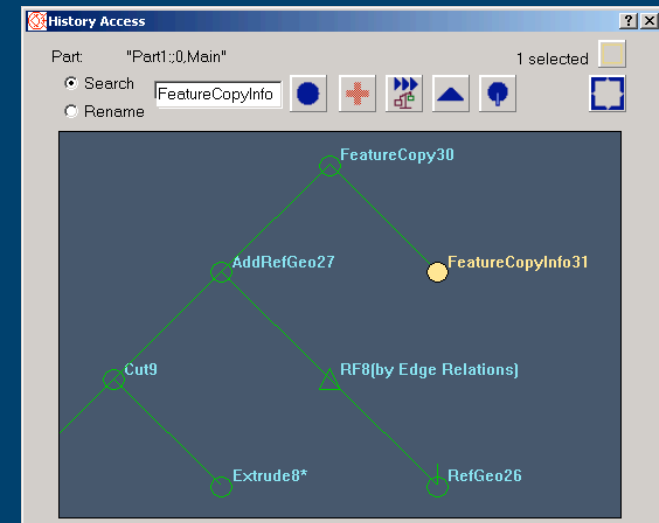 History Access
Part: "Part1:;0,Main" 1 selected
Search
FeatureCopyInfo
Rename
FeatureCopy30
AddRefGeo27 FeatureCopyInfo31
Cut9 RF8(by Edge Relations)
Extrude8* RefGeo26